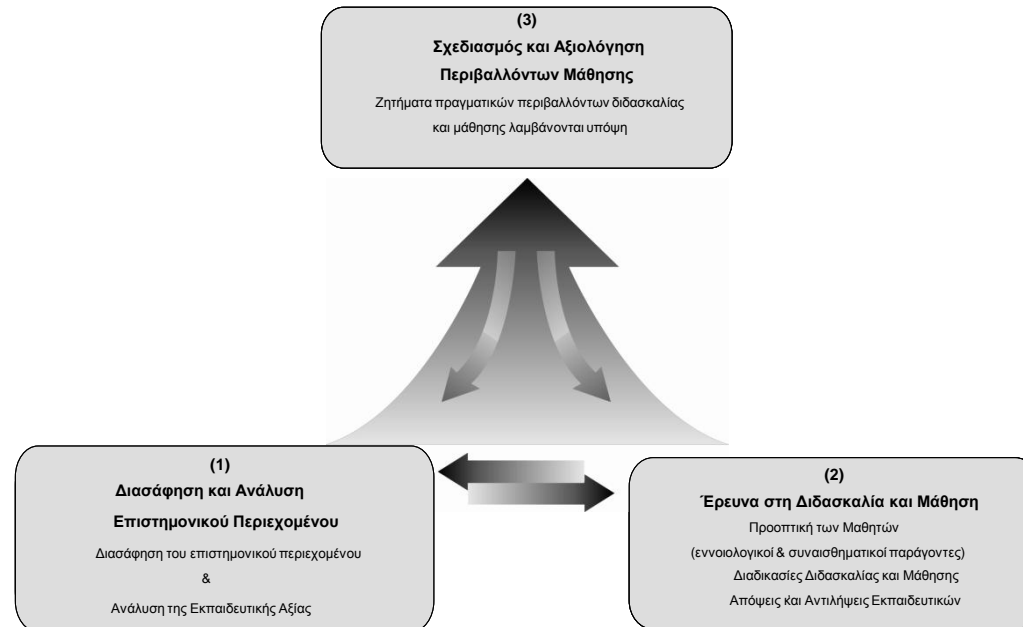 (3)
Σχεδιασμός και Αξιολόγηση
Περιβαλλόντων Μάθησης
Ζητήματα πραγματικών περιβαλλόντων διδασκαλίας
και μάθησης λαμβάνονται υπόψη
(1)
Διασάφηση και Ανάλυση
Επιστημονικού Περιεχομένου
Διασάφηση του επιστημονικού περιεχομένου
&
Ανάλυση της Εκπαιδευτικής Αξίας
(2)
Έρευνα στη Διδασκαλία και Μάθηση
Προοπτική των Μαθητών
(εννοιολογικοί & συναισθηματικοί παράγοντες)
Διαδικασίες Διδασκαλίας και Μάθησης
Απόψεις και Αντιλήψεις Εκπαιδευτικών